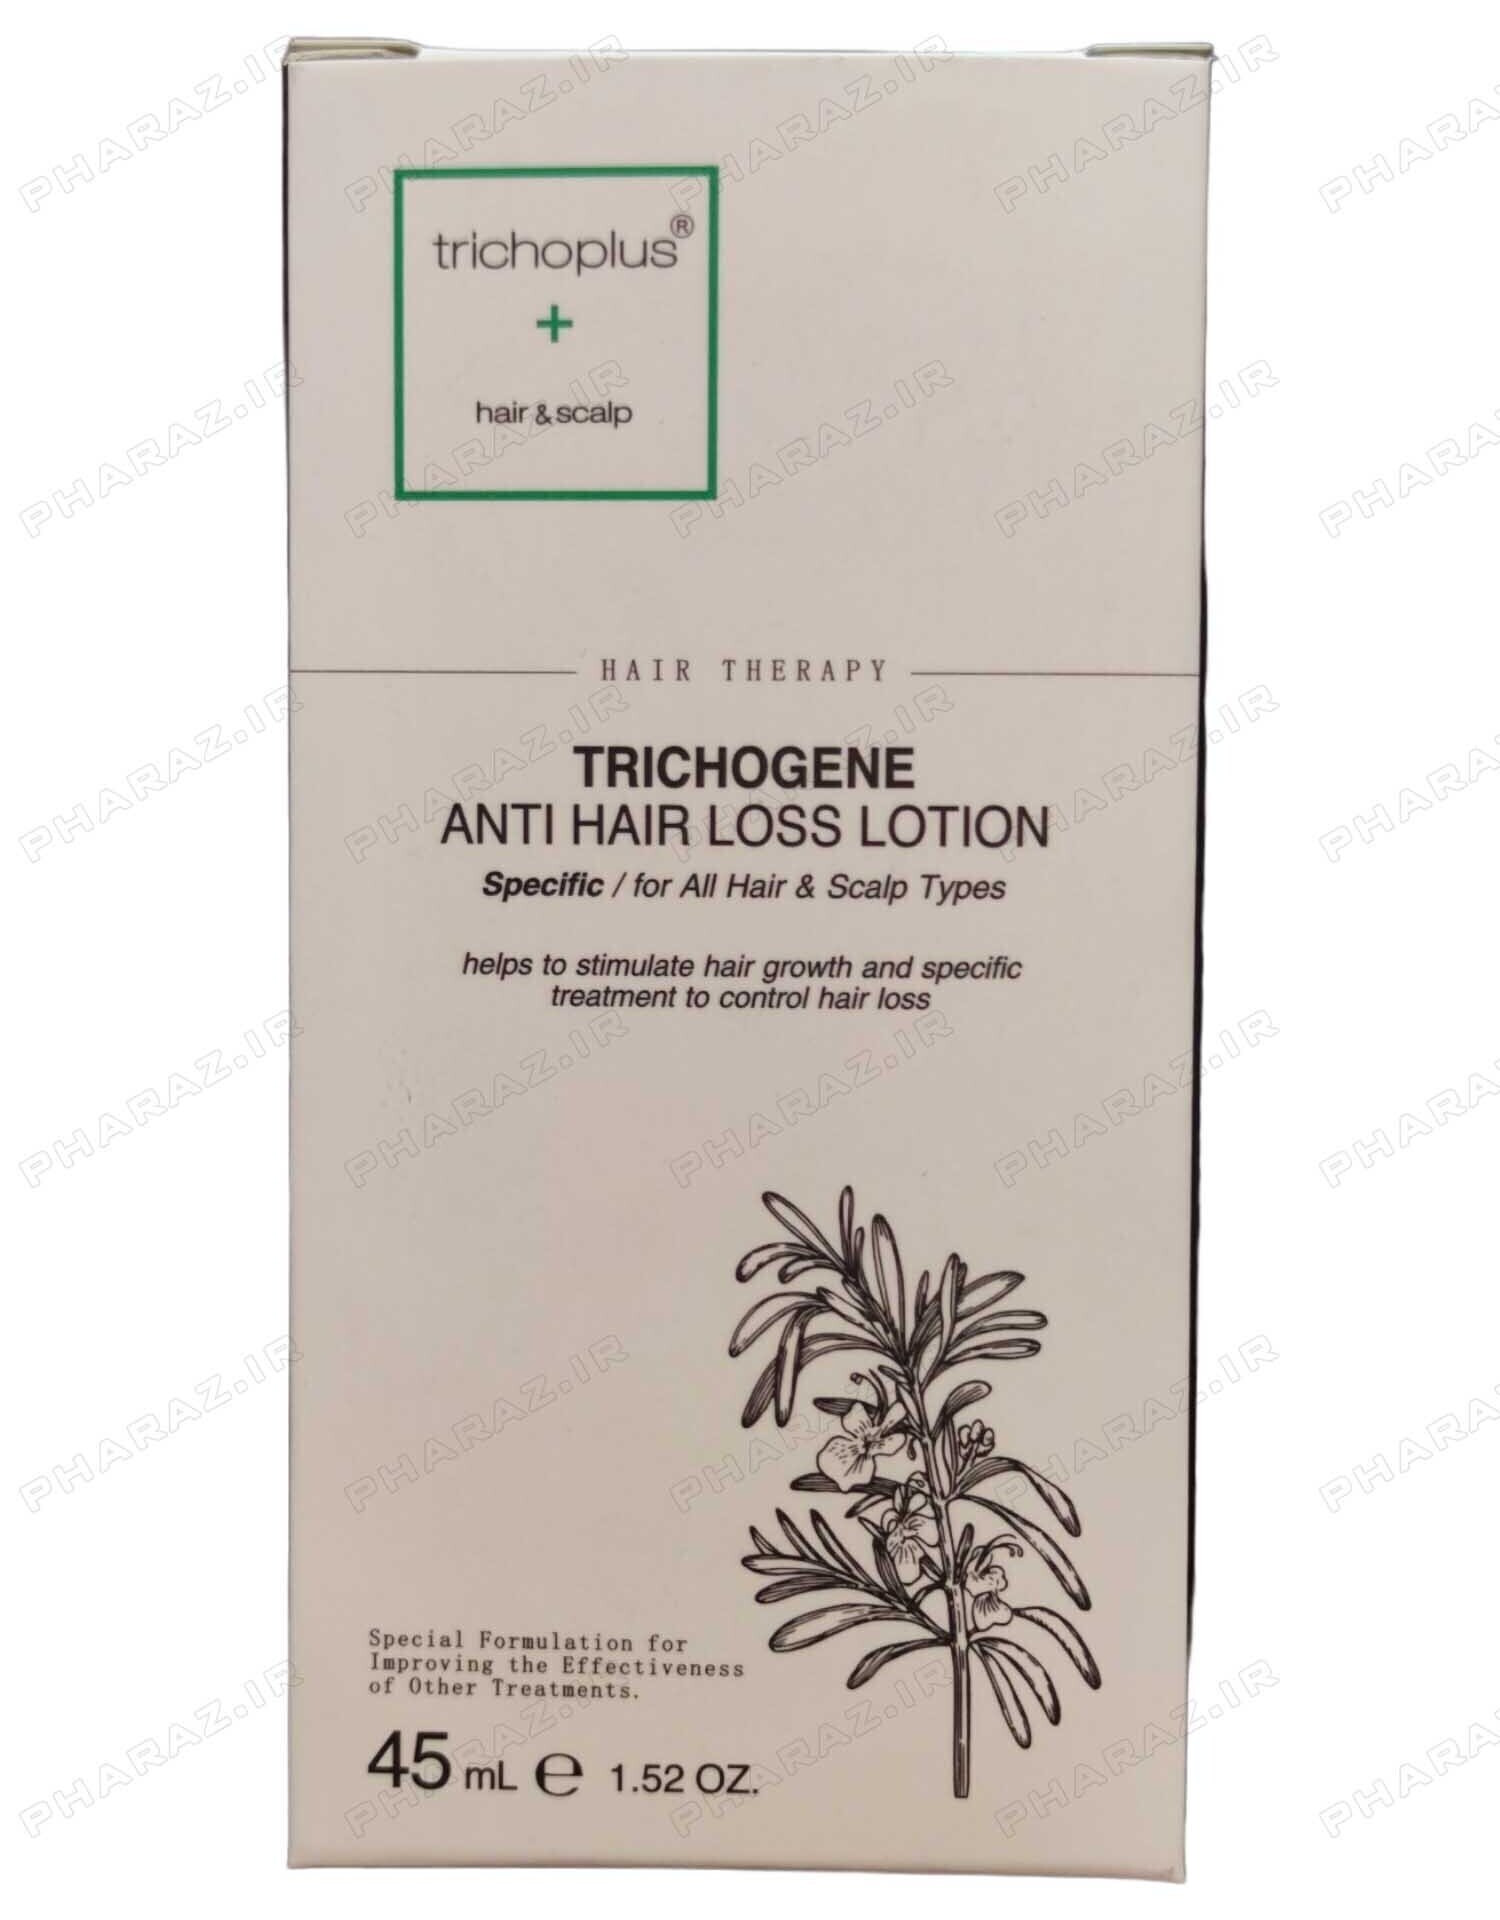 trichoplus®
+
hair & scalp
HAIR THERAPY
TRICHOGENE
ANTI HAIR LOSS LOTION
Specific / for All Hair & Scalp Types
helps to stimulate hair growth and specific
treatment to control hair loss
Special Formulation for
Improving the Effectiveness
of Other Treatments.
45 mL ℮ 1.52 OZ.
PHARAZ.IR